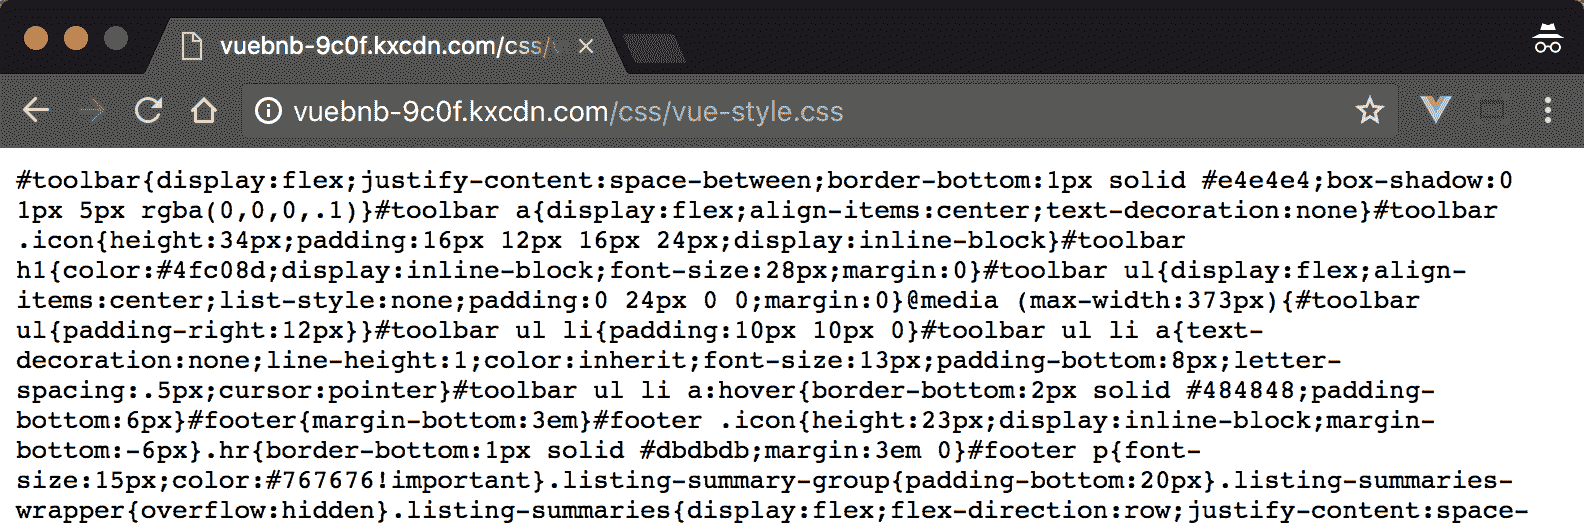 vuebnb-9c0f.kxcdn.com/css/v
vuebnb-9c0f.kxcdn.com/css/vue-style.css
#toolbar{display:flex;justify-content:space-between;border-bottom:1px solid #e4e4e4;box-shadow:0
1px 5px rgba(0,0,0,.1)}#toolbar a{display:flex;align-items:center;text-decoration:none}#toolbar
.icon{height:34px;padding:16px 12px 16px 24px;display:inline-block}#toolbar
h1{color:#4fc08d;display:inline-block;font-size:28px;margin:0}#toolbar ul{display:flex;align-
items:center;list-style:none;padding:0 24px 0 0;margin:0}@media (max-width:373px){#toolbar
ul{padding-right:12px}}#toolbar ul li{padding:10px 10px 0}#toolbar ul li a{text-
decoration:none;line-height:1;color:inherit;font-size:13px;padding-bottom:8px;letter-
spacing:.5px;cursor:pointer}#toolbar ul li a:hover{border-bottom:2px solid #484848;padding-
bottom:6px}#footer{margin-bottom:3em}#footer .icon{height:23px;display:inline-block;margin-
bottom:-6px}.hr{border-bottom:1px solid #dbdbdb;margin:3em 0}#footer p{font-
size:15px;color:#767676!important}.listing-summary-group{padding-bottom:20px}.listing-summaries-
wrapper{overflow:hidden}.listing-summaries{display:flex;flex-direction:row;justify-content:space-